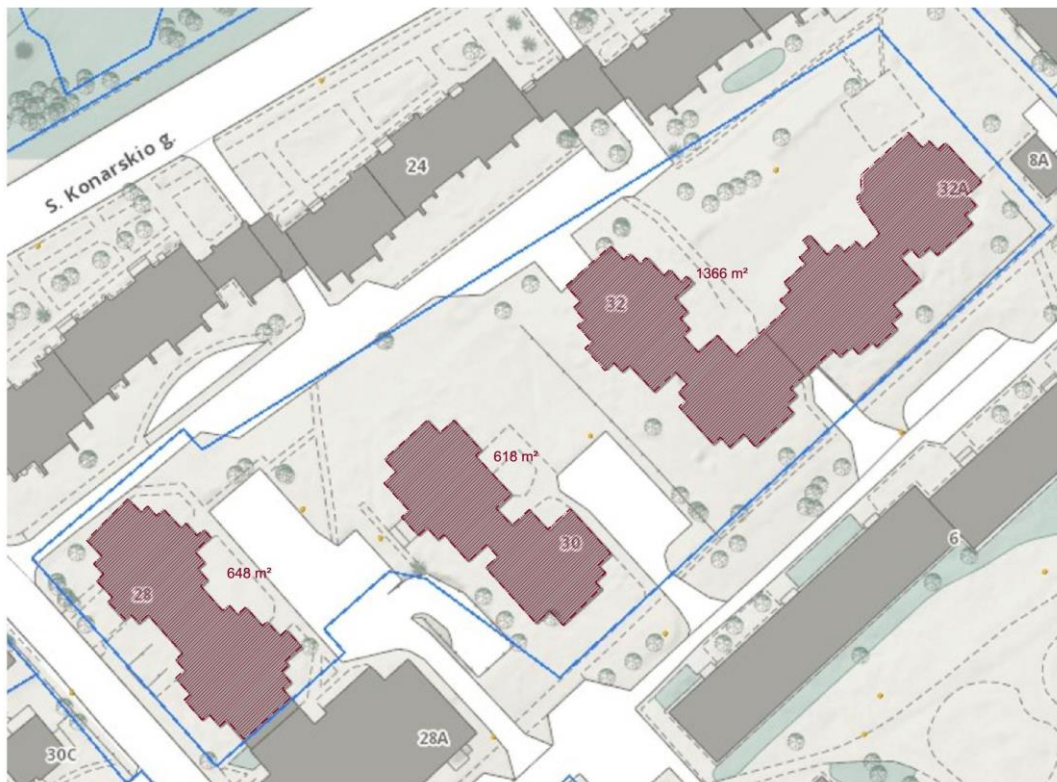 S. Konarskio g.
24
8A
32A
1366 m²
32
618 m²
30
6
648 m²
28
28A
30C